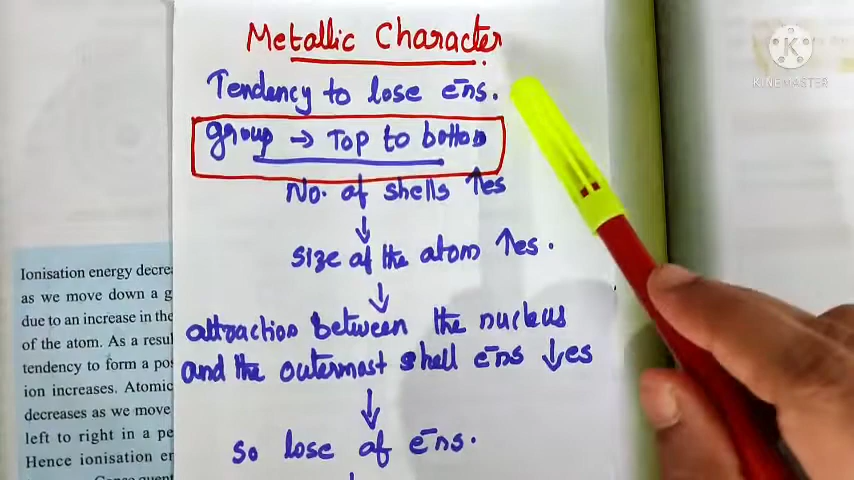 Metallic Character
Tendency to lose e̅ns.
group → Top to bottom
No. of shells ↑es
↓
size of the atom ↑es.
↓
attraction between the nucleus
and the outermost shell e̅ns ↓es
↓
so lose of e̅ns.
Ionisation energy decre
as we move down a g
due to an increase in the
of the atom. As a resul
tendency to form a pos
ion increases. Atomic
decreases as we move
left to right in a pe
Hence ionisation en
KINEMASTER